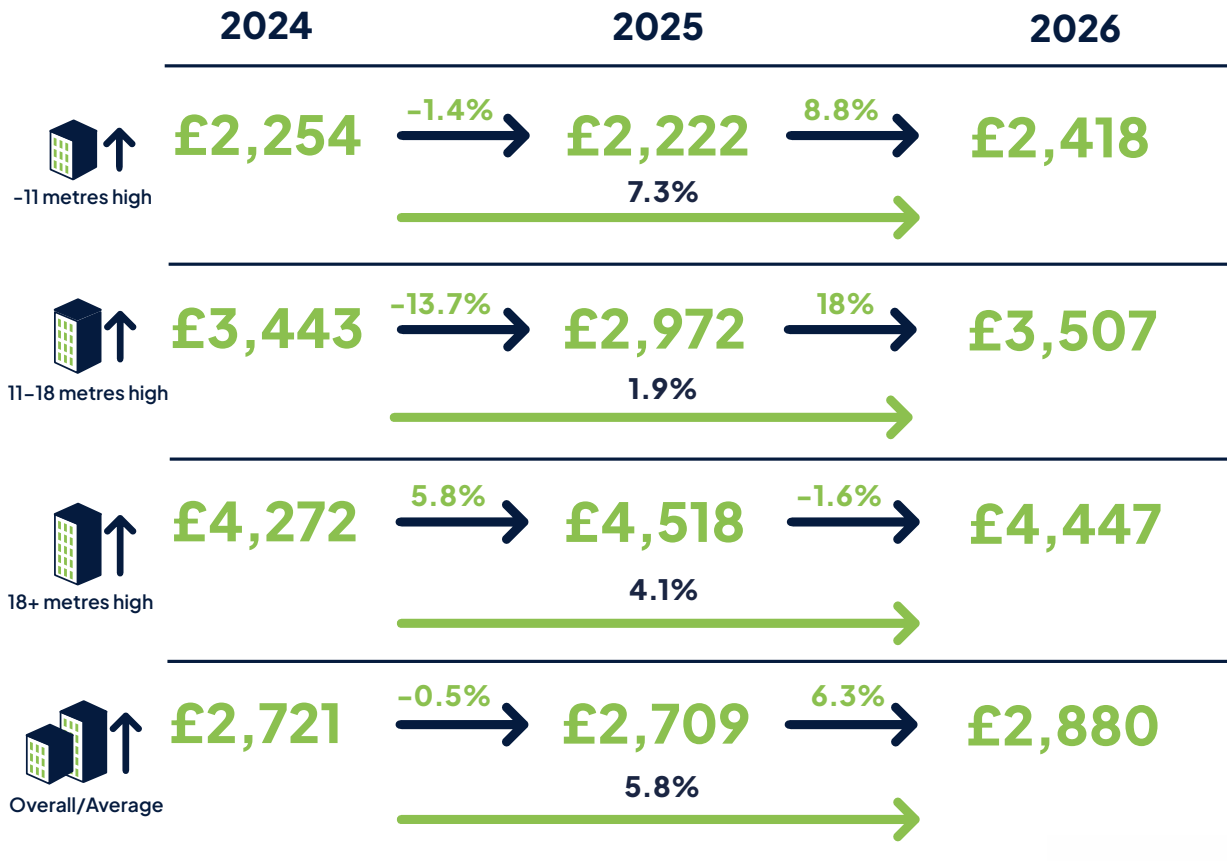 2024 2025 2026
£2,254 -1.4% £2,222 8.8% £2,418
-11 metres high
7.3%
£3,443 -13.7% £2,972 18% £3,507
11-18 metres high
1.9%
£4,272 5.8% £4,518 -1.6% £4,447
18+ metres high
4.1%
£2,721 -0.5% £2,709 6.3% £2,880
Overall/Average
5.8%